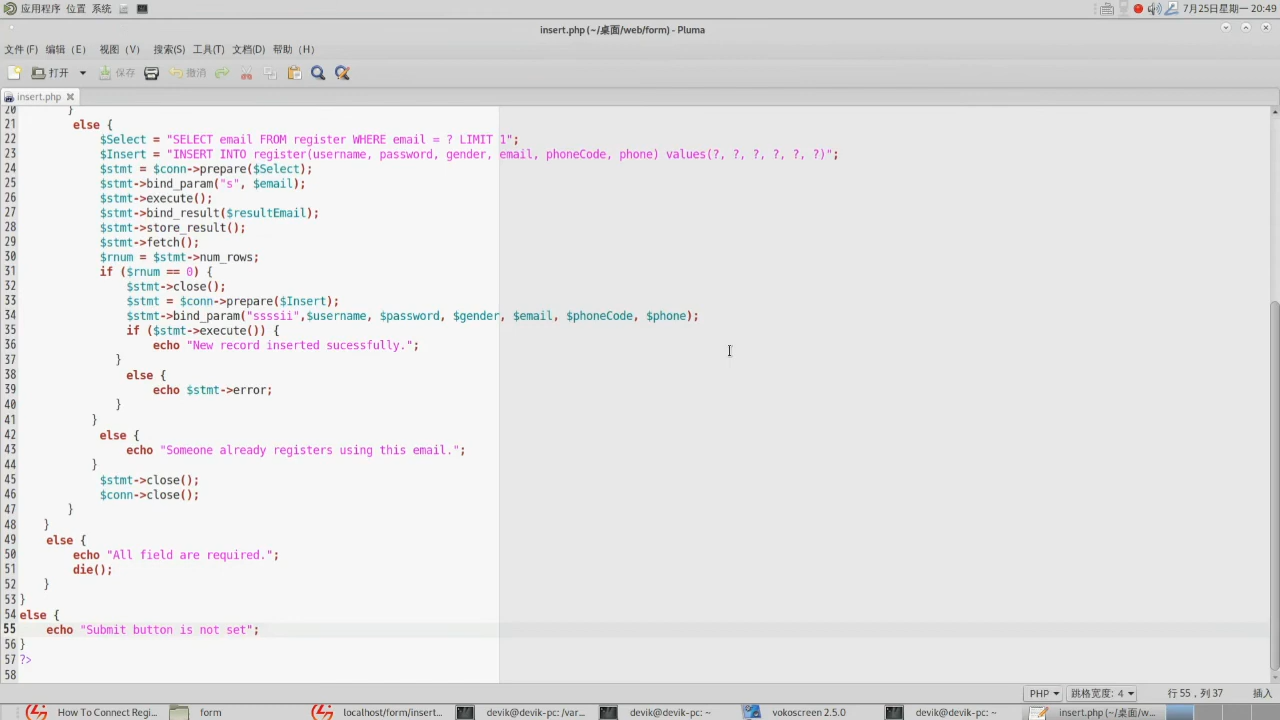 应用程序 位置 系统
7月25日星期一 20:49
insert.php (~/桌面/web/form) - Pluma
文件(F) 编辑（E） 视图（V） 搜索(S) 工具(T) 文档(D) 帮助（H）
打开 保存 撤消
insert.php
20 }
21 else {
22 $Select = "SELECT email FROM register WHERE email = ? LIMIT 1";
23 $Insert = "INSERT INTO register(username, password, gender, email, phoneCode, phone) values(?, ?, ?, ?, ?, ?)";
24 $stmt = $conn->prepare($Select);
25 $stmt->bind_param("s", $email);
26 $stmt->execute();
27 $stmt->bind_result($resultEmail);
28 $stmt->store_result();
29 $stmt->fetch();
30 $rnum = $stmt->num_rows;
31 if ($rnum == 0) {
32 $stmt->close();
33 $stmt = $conn->prepare($Insert);
34 $stmt->bind_param("ssssii",$username, $password, $gender, $email, $phoneCode, $phone);
35 if ($stmt->execute()) {
36 echo "New record inserted sucessfully.";
37 }
38 else {
39 echo $stmt->error;
40 }
41 }
42 else {
43 echo "Someone already registers using this email.";
44 }
45 $stmt->close();
46 $conn->close();
47 }
48 }
49 else {
50 echo "All field are required.";
51 die();
52 }
53 }
54 else {
55 echo "Submit button is not set";
56 }
57 ?>
58
PHP 跳格宽度: 4 行 55，列 37 插入
How To Connect Regi... form localhost/form/insert... devik@devik-pc: /var... devik@devik-pc: ~ vokoscreen 2.5.0 devik@devik-pc: ~ insert.php (~/桌面/w...